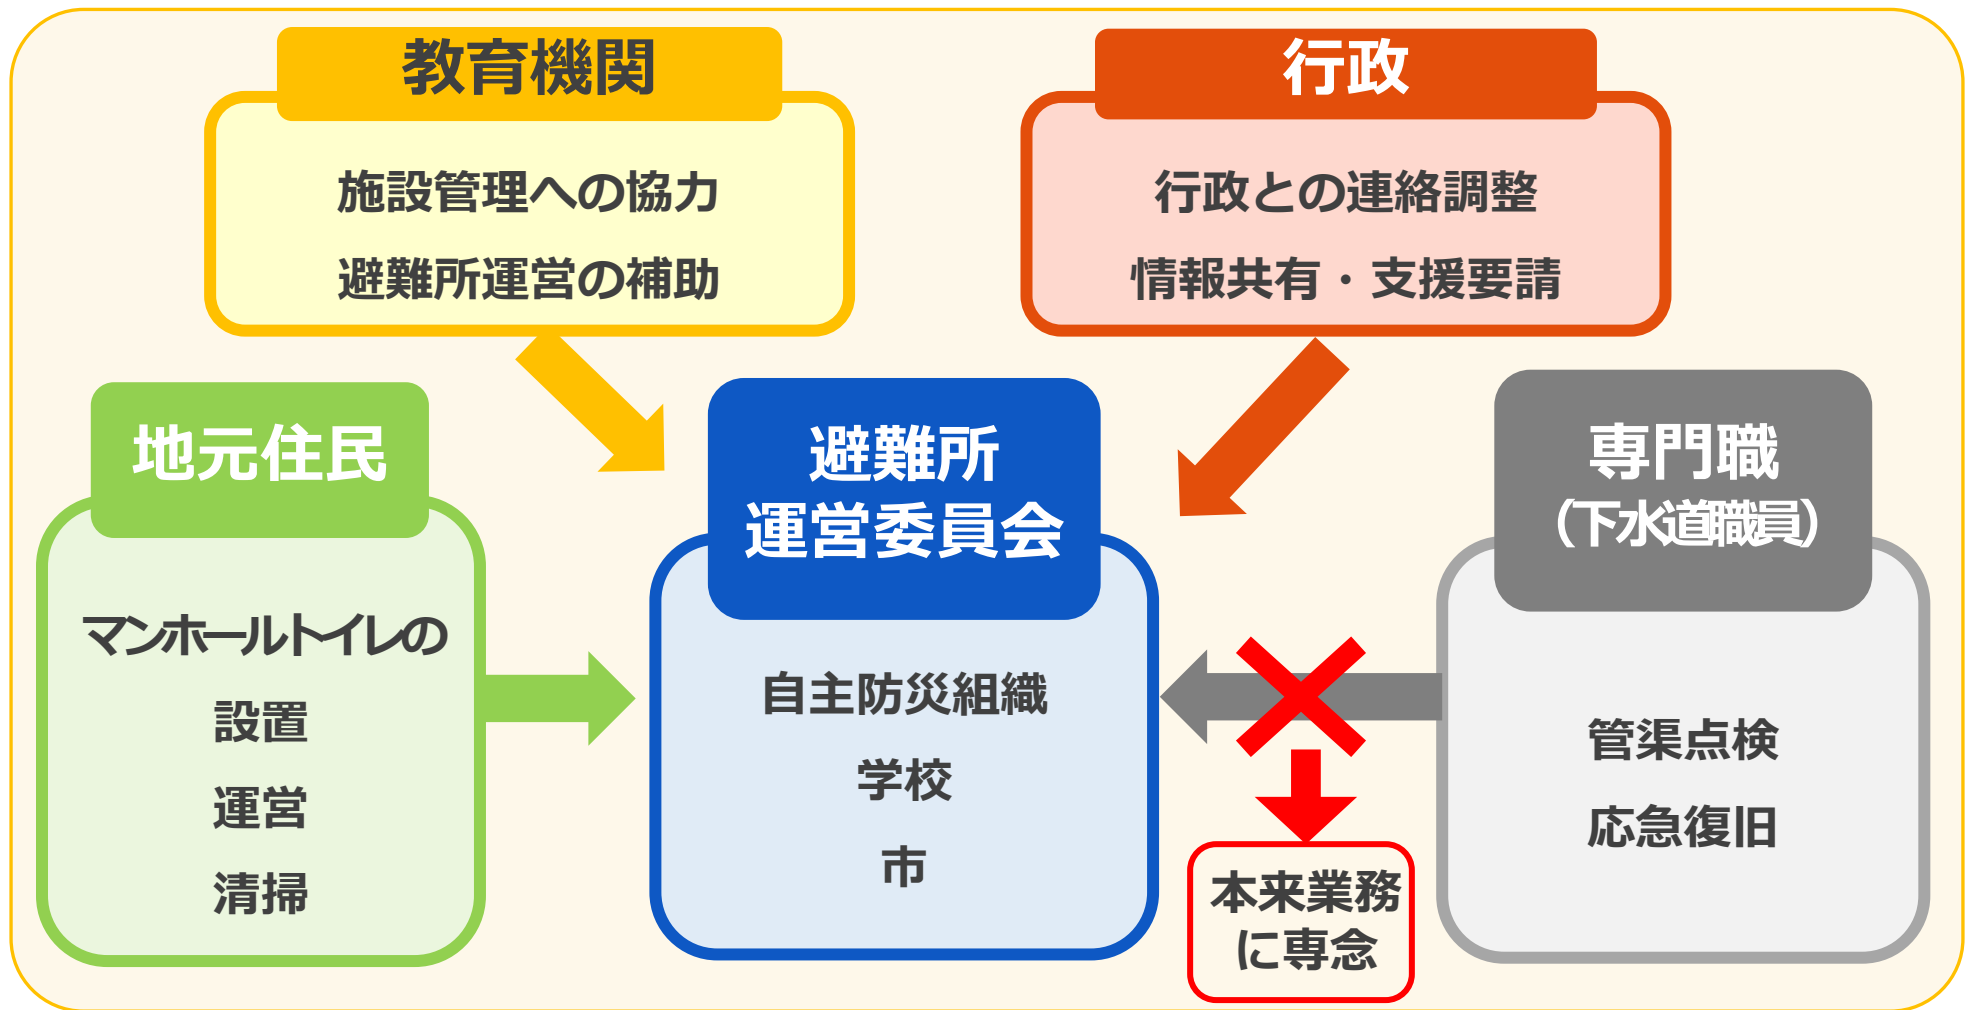 教育機関
施設管理への協力
避難所運営の補助
行政
行政との連絡調整
情報共有・支援要請
地元住民
マンホールトイレの
設置
運営
清掃
避難所
運営委員会
自主防災組織
学校
市
専門職
（下水道職員）
管渠点検
応急復旧
本来業務
に専念